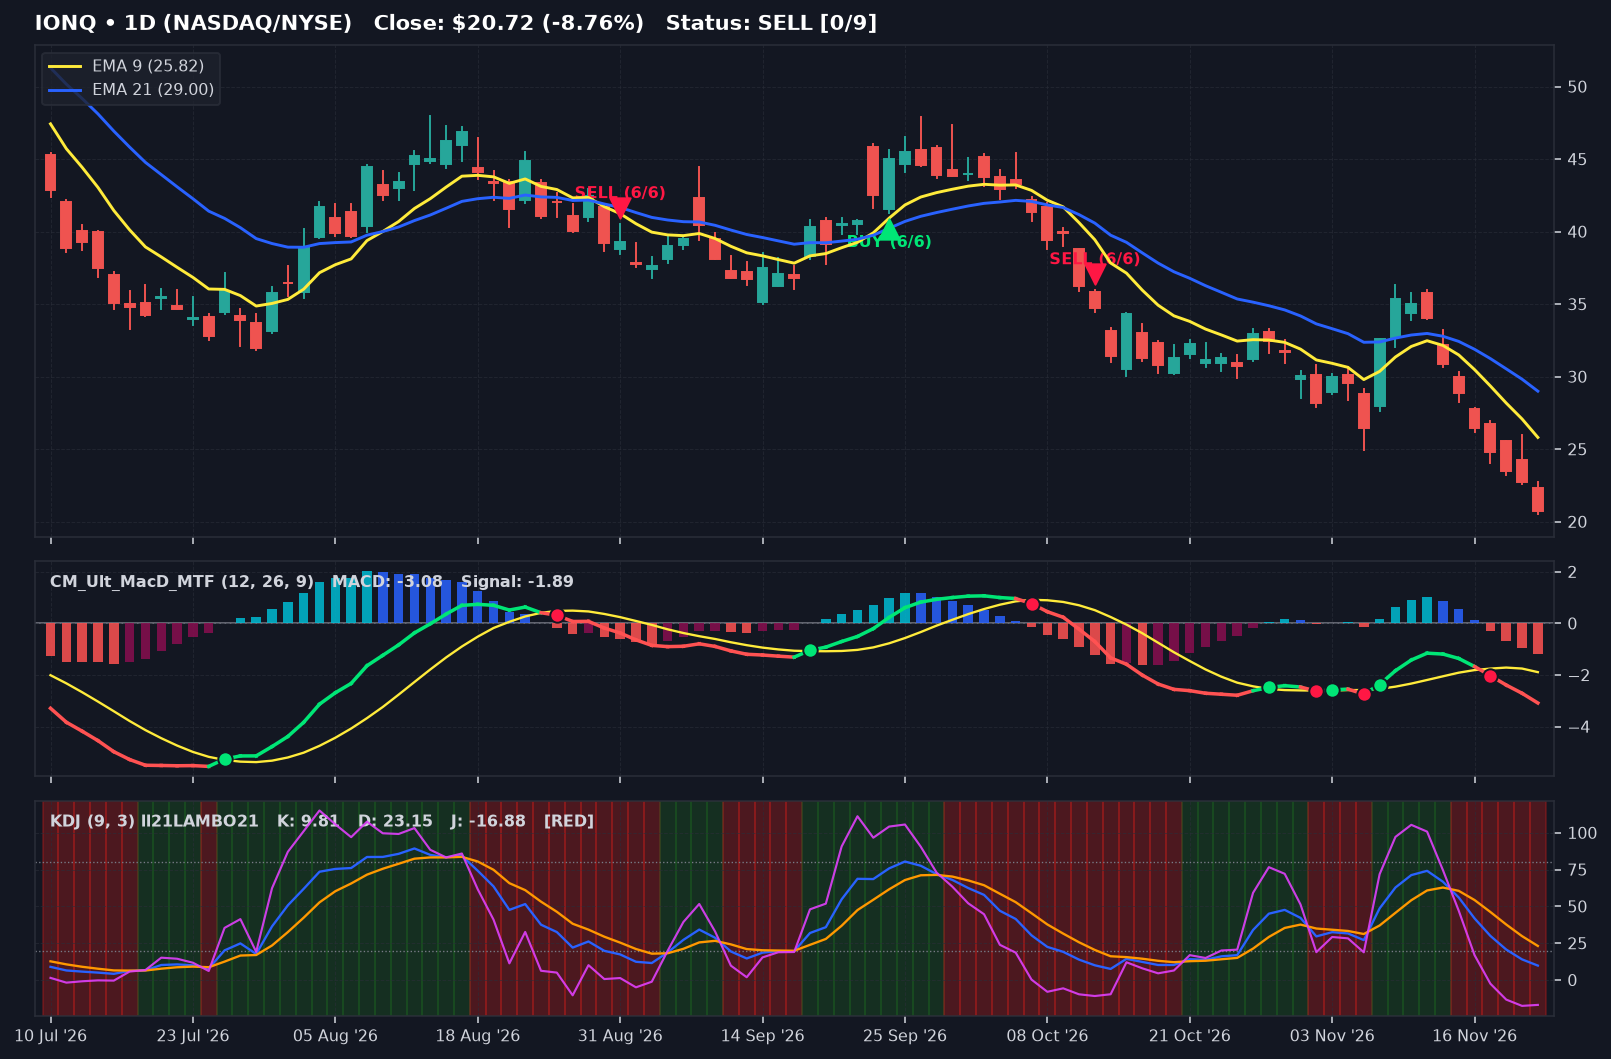 IONQ • 1D (NASDAQ/NYSE)   Close: $20.72 (-8.76%)   Status: SELL [0/9]
EMA 9 (25.82)
EMA 21 (29.00)
50
45
SELL (6/6)
40
BUY (6/6)
SELL (6/6)
35
30
25
20
CM_Ult_MacD_MTF (12, 26, 9)   MACD: -3.08   Signal: -1.89
2
0
−2
−4
KDJ (9, 3) II21LAMBO21   K: 9.81   D: 23.15   J: -16.88   [RED]
100
75
50
25
0
10 Jul '26   23 Jul '26   05 Aug '26   18 Aug '26   31 Aug '26   14 Sep '26   25 Sep '26   08 Oct '26   21 Oct '26   03 Nov '26   16 Nov '26